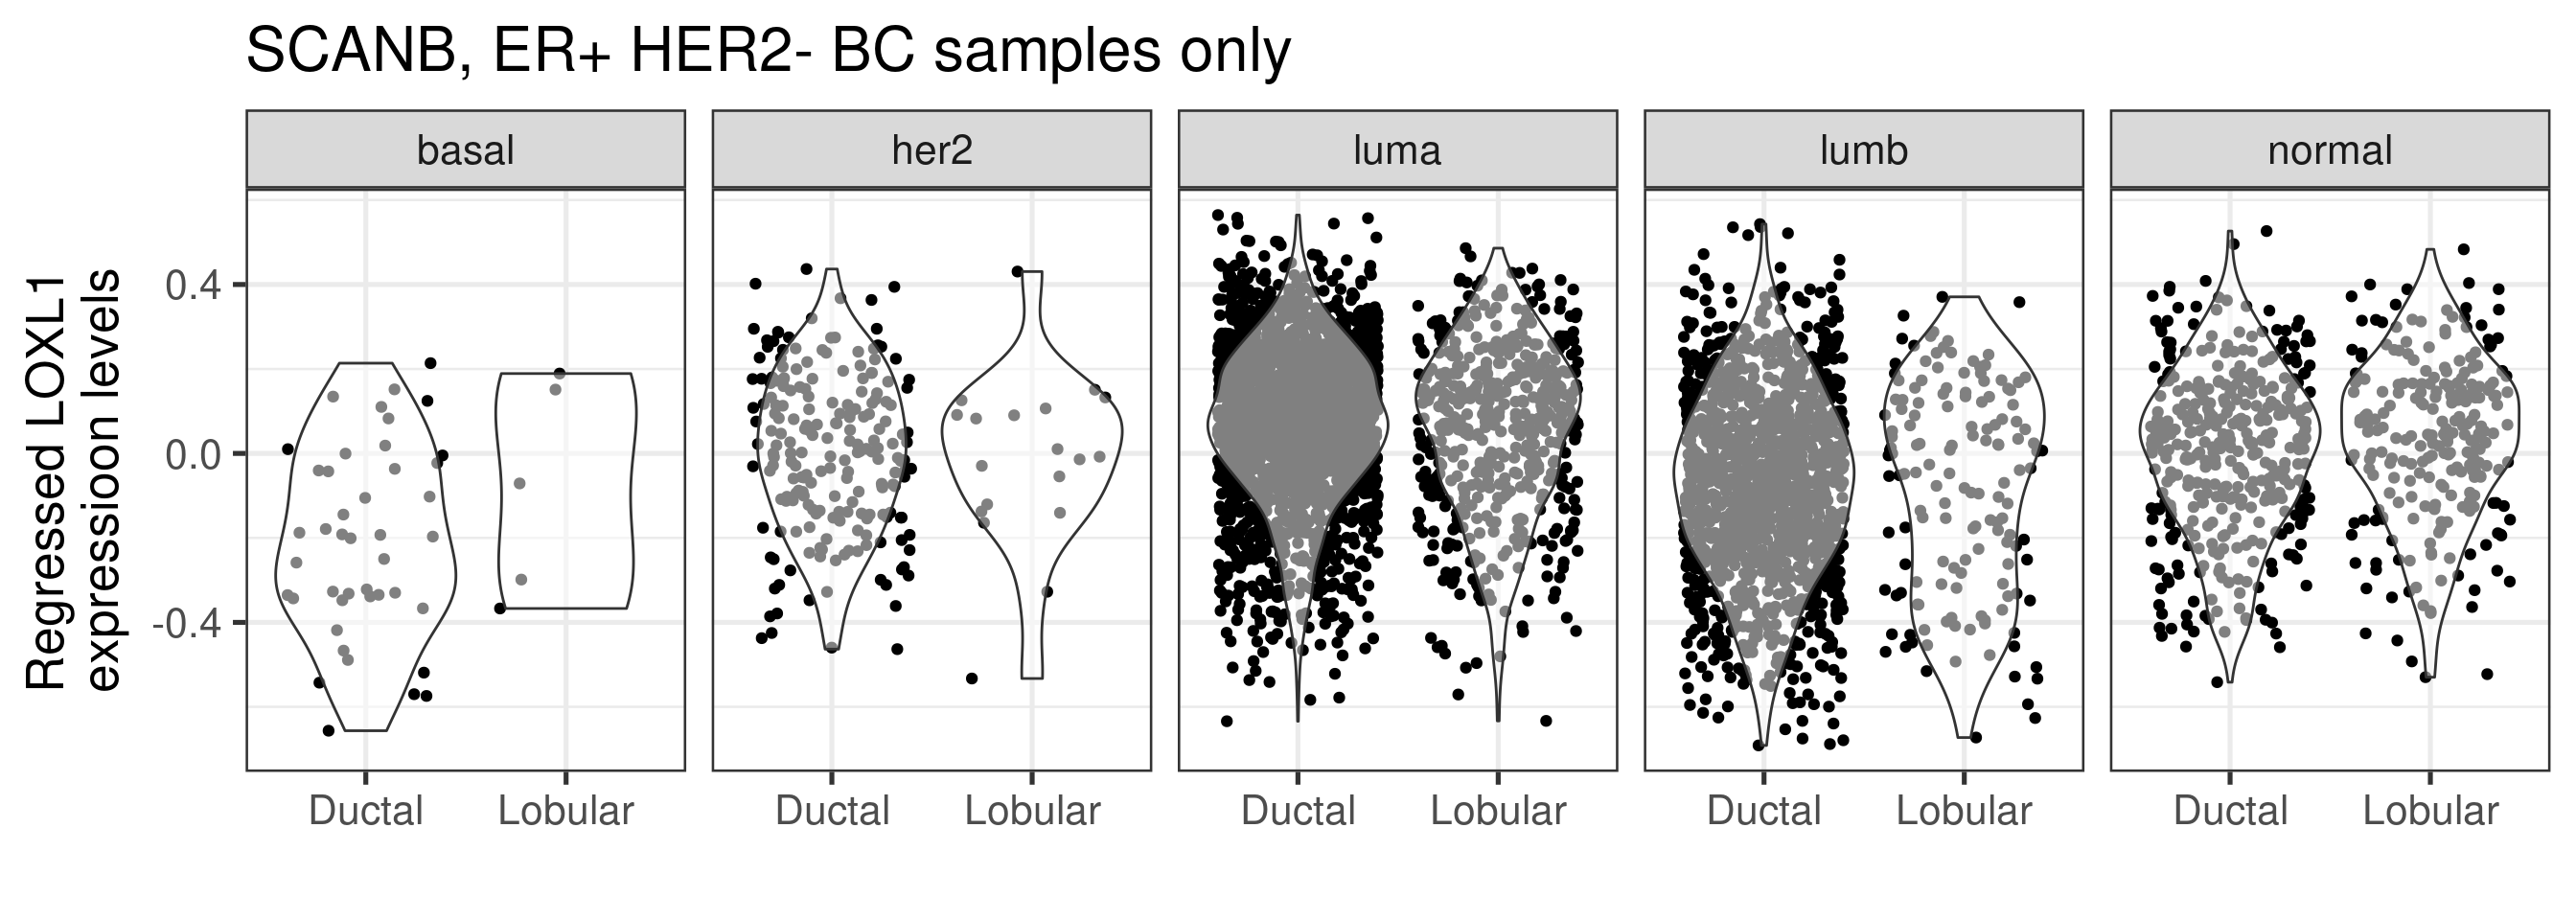 SCANB, ER+ HER2- BC samples only
basal
her2
luma
lumb
normal
Regressed LOXL1
expression levels
0.4
0.0
-0.4
Ductal
Lobular
Ductal
Lobular
Ductal
Lobular
Ductal
Lobular
Ductal
Lobular